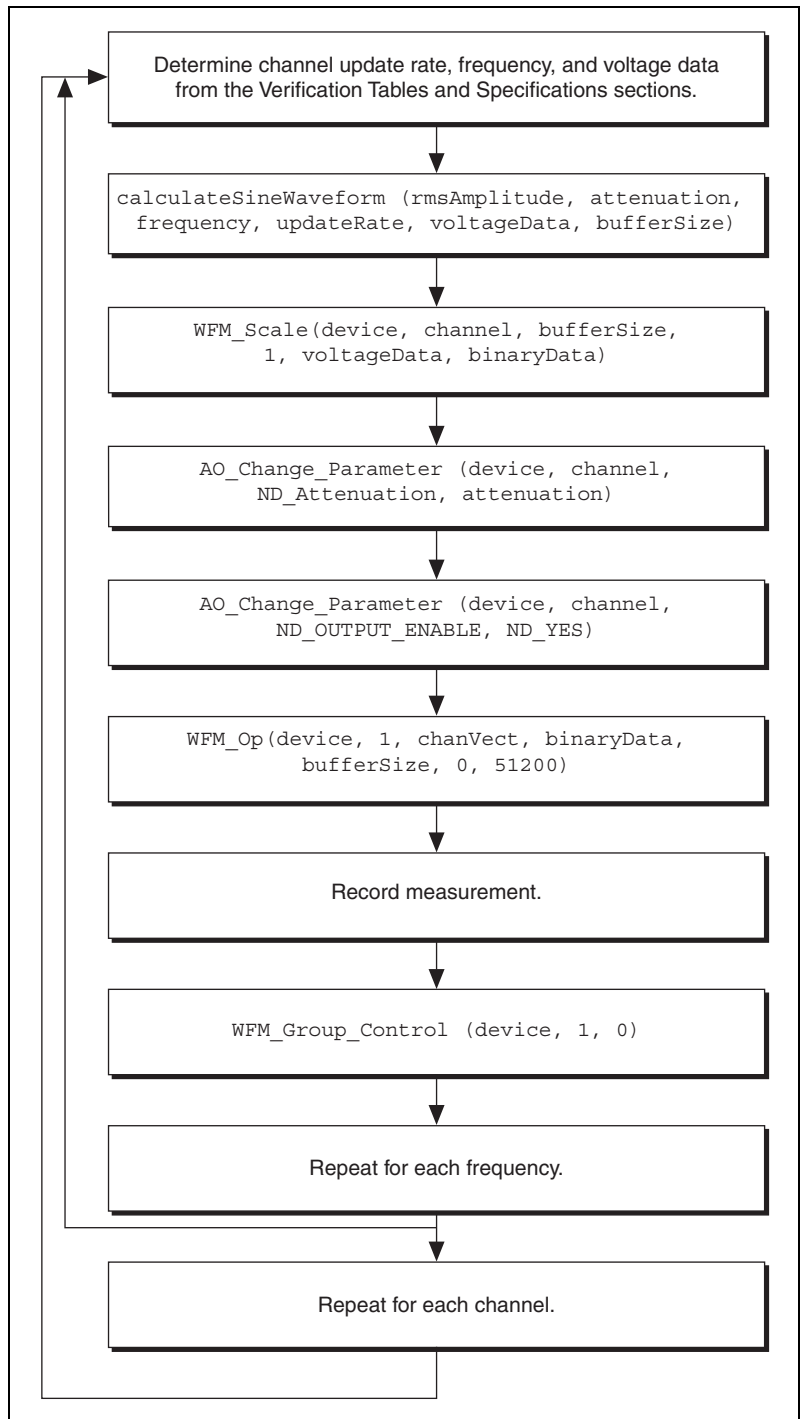 Determine channel update rate, frequency, and voltage data
from the Verification Tables and Specifications sections.
calculateSineWaveform (rmsAmplitude, attenuation,
frequency, updateRate, voltageData, bufferSize)
WFM_Scale(device, channel, bufferSize,
1, voltageData, binaryData)
AO_Change_Parameter (device, channel,
ND_Attenuation, attenuation)
AO_Change_Parameter (device, channel,
ND_OUTPUT_ENABLE, ND_YES)
WFM_Op(device, 1, chanVect, binaryData,
bufferSize, 0, 51200)
Record measurement.
WFM_Group_Control (device, 1, 0)
Repeat for each frequency.
Repeat for each channel.